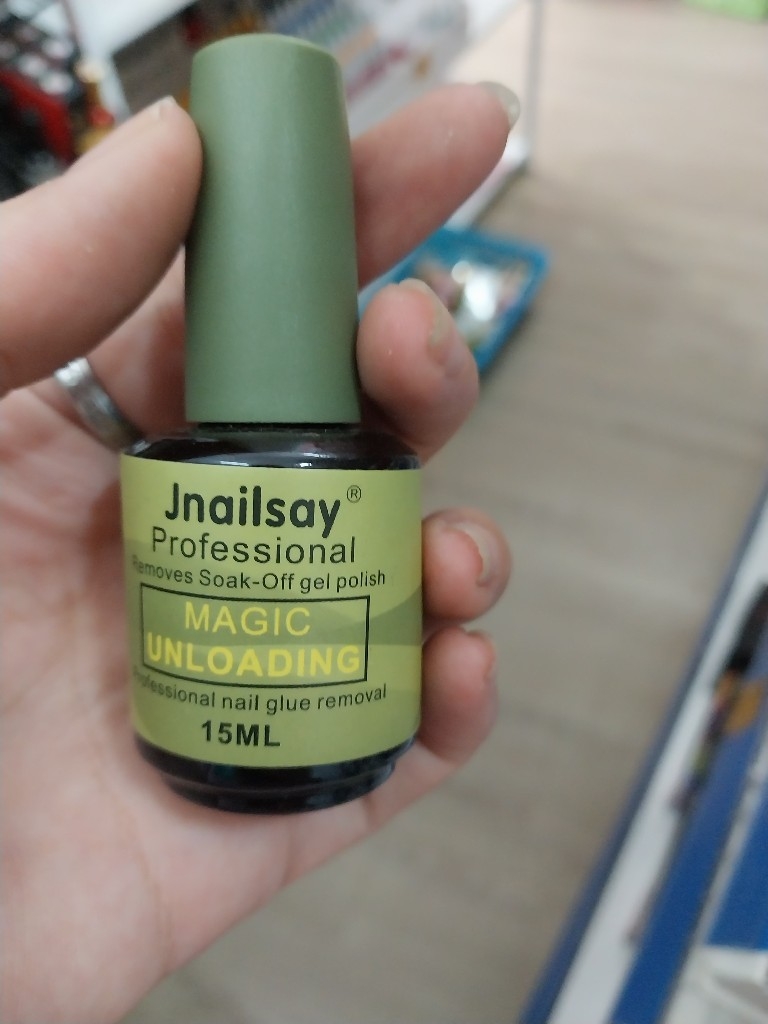 Jnailsay®
Professional
Removes Soak-Off gel polish
MAGIC
UNLOADING
Professional nail glue removal
15ML